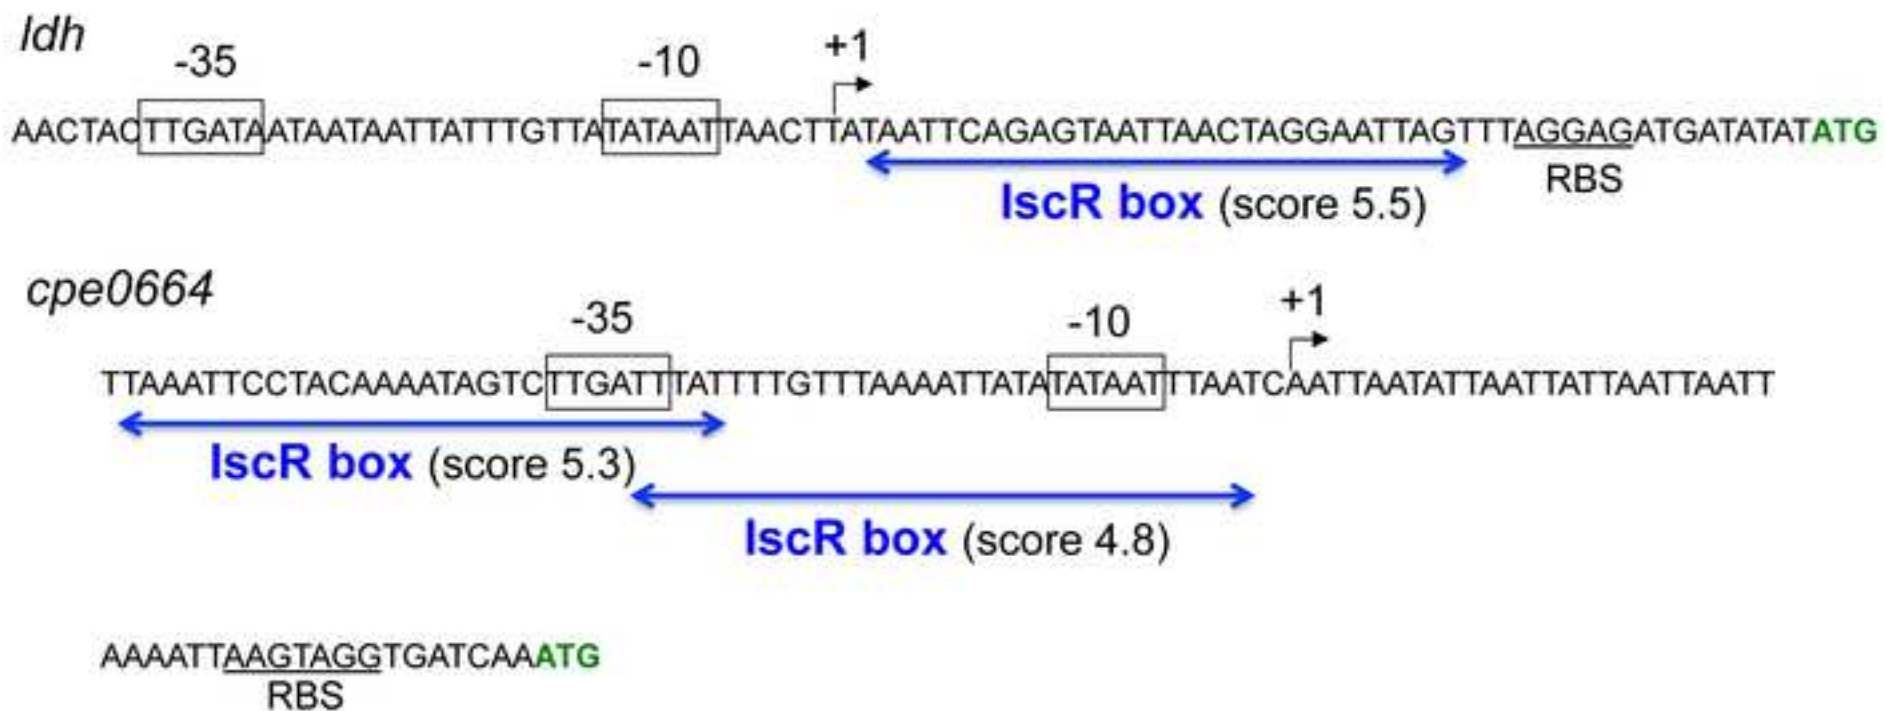 ldh
-35 -10 +1
AACTACTTGATAATAATAATTATTTGTTATATAATTAACTTATAATTCAGAGTAATTAACTAGGAATTAGTTTAGGAGATGATATATATG
IscR box (score 5.5) RBS
cpe0664
-35 -10 +1
TTAAATTCCTACAAAATAGTCTTGATTTATTTTGTTTAAAATTATATATAATTTAATCAATTAATATTAATTATTAATTAATT
IscR box (score 5.3)
IscR box (score 4.8)
AAAATTAAGTAGGTGATCAAATG
RBS